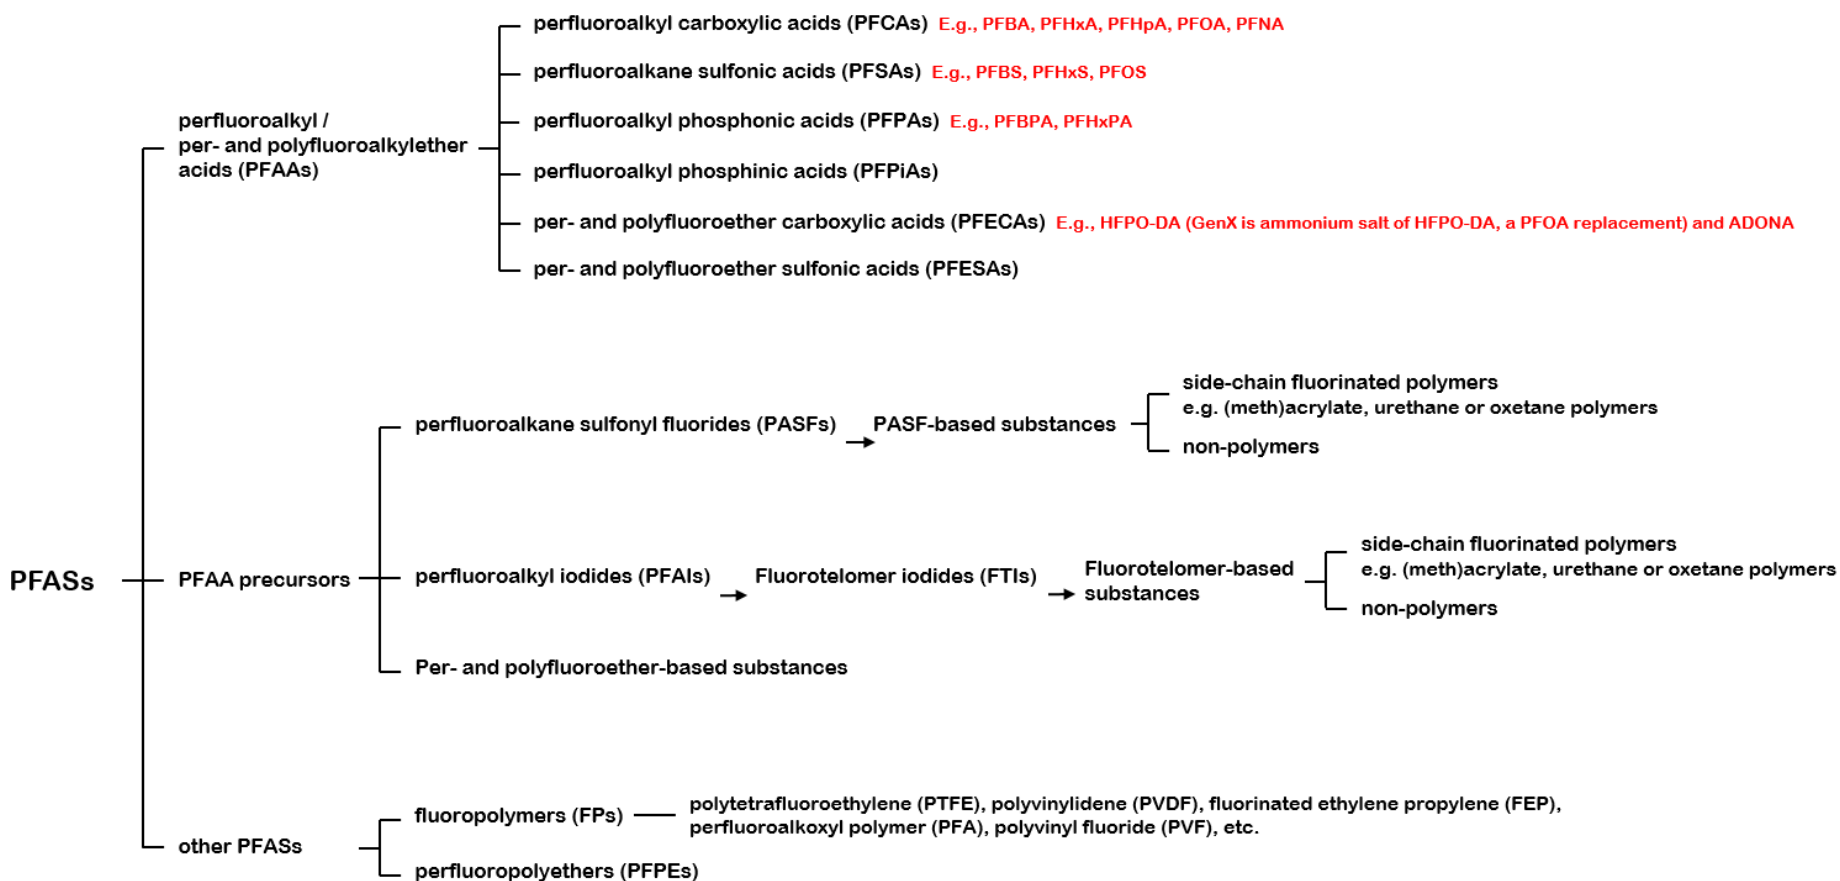 perfluoroalkyl carboxylic acids (PFCAs) E.g., PFBA, PFHxA, PFHpA, PFOA, PFNA
perfluoroalkane sulfonic acids (PFSAs) E.g., PFBS, PFHxS, PFOS
perfluoroalkyl /
per- and polyfluoroalkylether
acids (PFAAs)
perfluoroalkyl phosphonic acids (PFPAs) E.g., PFBPA, PFHxPA
perfluoroalkyl phosphinic acids (PFPiAs)
per- and polyfluoroether carboxylic acids (PFECAs) E.g., HFPO-DA (GenX is ammonium salt of HFPO-DA, a PFOA replacement) and ADONA
per- and polyfluoroether sulfonic acids (PFESAs)
side-chain fluorinated polymers
e.g. (meth)acrylate, urethane or oxetane polymers
perfluoroalkane sulfonyl fluorides (PASFs)
PASF-based substances
non-polymers
PFASs
PFAA precursors
perfluoroalkyl iodides (PFAIs)
Fluorotelomer iodides (FTIs)
Fluorotelomer-based
substances
side-chain fluorinated polymers
e.g. (meth)acrylate, urethane or oxetane polymers
non-polymers
Per- and polyfluoroether-based substances
other PFASs
fluoropolymers (FPs)
polytetrafluoroethylene (PTFE), polyvinylidene (PVDF), fluorinated ethylene propylene (FEP),
perfluoroalkoxyl polymer (PFA), polyvinyl fluoride (PVF), etc.
perfluoropolyethers (PFPEs)